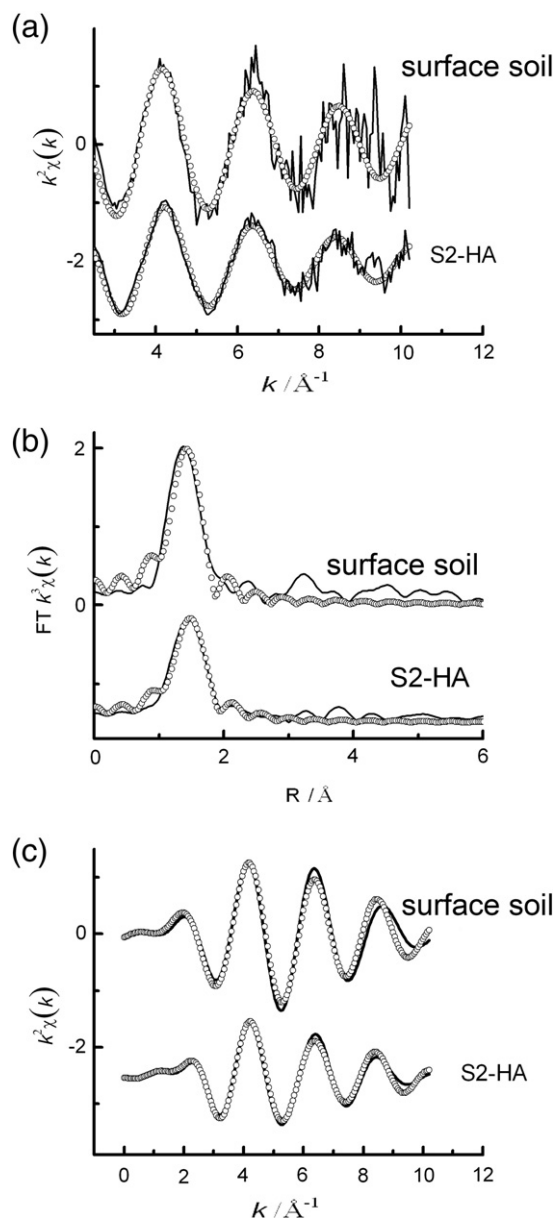 (a)
surface soil
S2-HA
k²χ(k)
0
-2
4
6
8
10
12
k /Å⁻¹
(b)
surface soil
S2-HA
FT k³χ(k)
2
0
0
2
4
6
R /Å
(c)
surface soil
S2-HA
k²χ(k)
0
-2
0
2
4
6
8
10
12
k /Å⁻¹